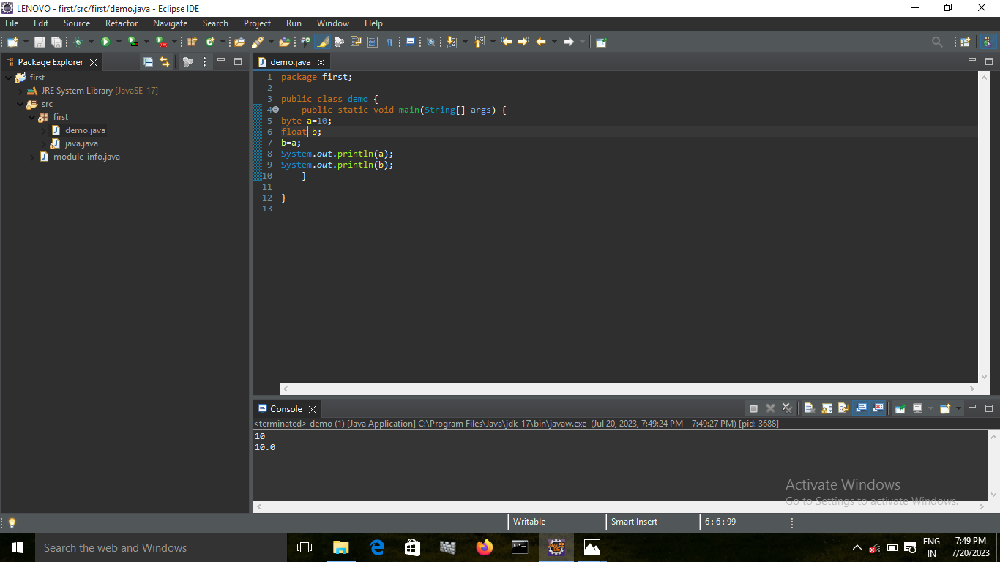 LENOVO - first/src/first/demo.java - Eclipse IDE
File Edit Source Refactor Navigate Search Project Run Window Help
Package Explorer
first
JRE System Library [JavaSE-17]
src
first
demo.java
java.java
module-info.java
demo.java
1 package first;
2
3 public class demo {
4 public static void main(String[] args) {
5 byte a=10;
6 float b;
7 b=a;
8 System.out.println(a);
9 System.out.println(b);
10 }
11
12 }
13
Console
<terminated> demo (1) [Java Application] C:\Program Files\Java\jdk-17\bin\javaw.exe (Jul 20, 2023, 7:49:24 PM – 7:49:27 PM) [pid: 3688]
10
10.0
Activate Windows
Go to Settings to activate Windows.
Writable Smart Insert 6 : 6 : 99
Search the web and Windows
ENG
IN
7:49 PM
7/20/2023